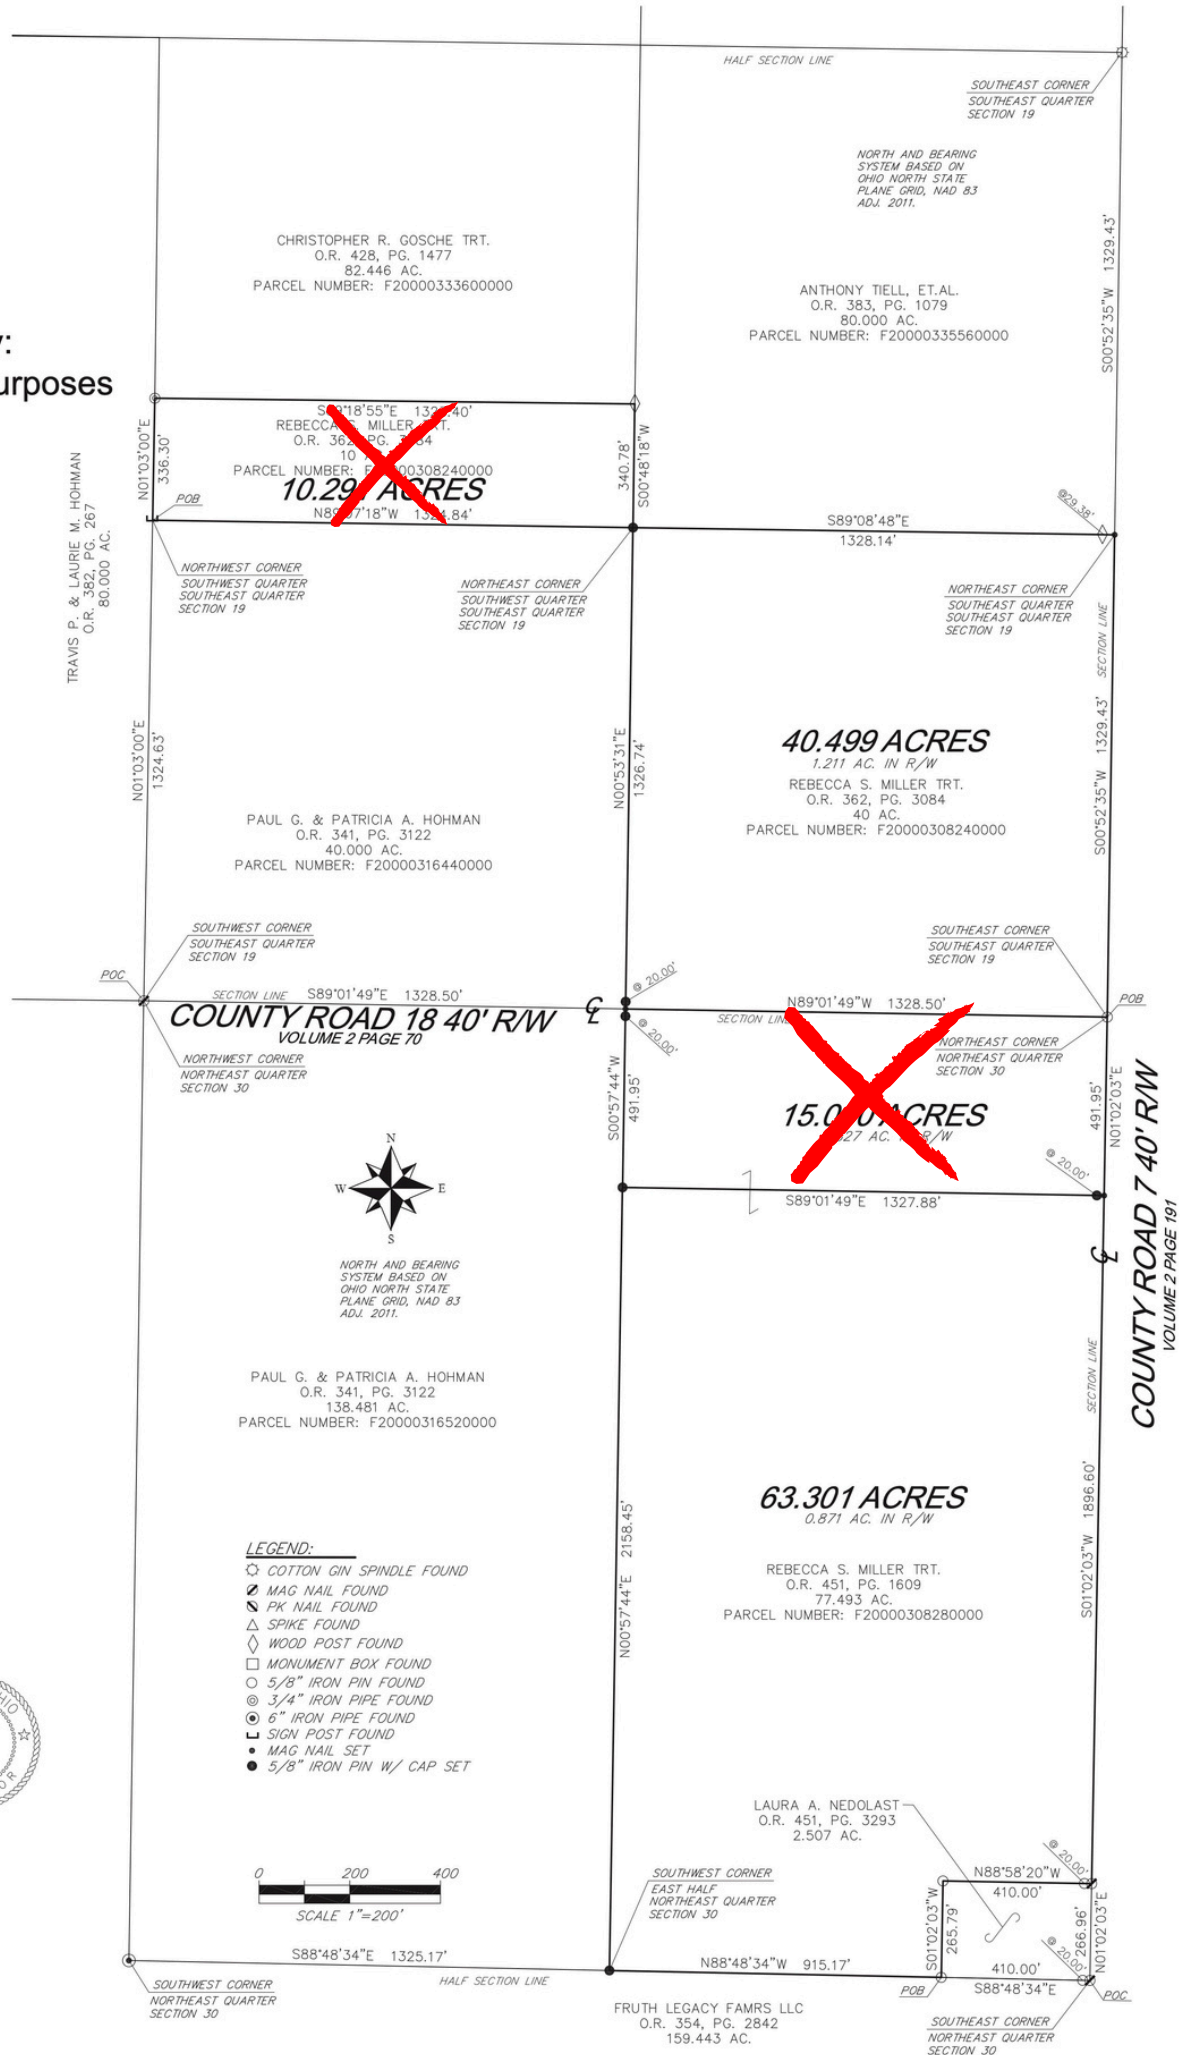 HALF SECTION LINE
SOUTHEAST CORNER
SOUTHEAST QUARTER
SECTION 19
NORTH AND BEARING
SYSTEM BASED ON
OHIO NORTH STATE
PLANE GRID, NAD 83
ADJ. 2011.
S00°52'35"W 1329.43'
CHRISTOPHER R. GOSCHE TRT.
O.R. 428, PG. 1477
82.446 AC.
PARCEL NUMBER: F20000333600000
ANTHONY TIELL, ET.AL.
O.R. 383, PG. 1079
80.000 AC.
PARCEL NUMBER: F20000335560000
y:
urposes
18'55"E
REBECCA MILLER
O.R. PG.
10
PARCEL NUMBER: 0000308240000
ACRES
N01°03'00"E
336.30'
340.78'
S00°48'18"W
POB
TRAVIS P. & LAURIE M. HOHMAN
O.R. 382, PG. 267
80.000 AC.
NORTHWEST CORNER
SOUTHWEST QUARTER
SOUTHEAST QUARTER
SECTION 19
NORTHEAST CORNER
SOUTHWEST QUARTER
SOUTHEAST QUARTER
SECTION 19
S89°08'48"E
1328.14'
@29.38'
NORTHEAST CORNER
SOUTHEAST QUARTER
SOUTHEAST QUARTER
SECTION 19
SECTION LINE
N01°03'00"E
1324.63'
N00°53'31"E
1326.74'
S00°52'35"W 1329.43'
40.499 ACRES
1.211 AC. IN R/W
REBECCA S. MILLER TRT.
O.R. 362, PG. 3084
40 AC.
PARCEL NUMBER: F20000308240000
PAUL G. & PATRICIA A. HOHMAN
O.R. 341, PG. 3122
40.000 AC.
PARCEL NUMBER: F20000316440000
SOUTHWEST CORNER
SOUTHEAST QUARTER
SECTION 19
POC
SOUTHEAST CORNER
SOUTHEAST QUARTER
SECTION 19
POB
SECTION LINE S89°01'49"E 1328.50'
@ 20.00'
N89°01'49"W 1328.50'
COUNTY ROAD 18 40' R/W
VOLUME 2 PAGE 70
@ 20.00'
SECTION LINE
NORTHWEST CORNER
NORTHEAST QUARTER
SECTION 30
NORTHEAST CORNER
NORTHEAST QUARTER
SECTION 30
S00°57'44"W
491.95'
491.95'
N01°02'03"E
ACRES
AC. R/W
@ 20.00'
S89°01'49"E 1327.88'
COUNTY ROAD 7 40' R/W
VOLUME 2 PAGE 191
N
W
E
S
NORTH AND BEARING
SYSTEM BASED ON
OHIO NORTH STATE
PLANE GRID, NAD 83
ADJ. 2011.
SECTION LINE
PAUL G. & PATRICIA A. HOHMAN
O.R. 341, PG. 3122
138.481 AC.
PARCEL NUMBER: F20000316520000
N00°57'44"E 2158.45'
S01°02'03"W 1896.60'
63.301 ACRES
0.871 AC. IN R/W
REBECCA S. MILLER TRT.
O.R. 451, PG. 1609
77.493 AC.
PARCEL NUMBER: F20000308280000
LEGEND:
COTTON GIN SPINDLE FOUND
MAG NAIL FOUND
PK NAIL FOUND
SPIKE FOUND
WOOD POST FOUND
MONUMENT BOX FOUND
5/8" IRON PIN FOUND
3/4" IRON PIPE FOUND
6" IRON PIPE FOUND
SIGN POST FOUND
MAG NAIL SET
5/8" IRON PIN W/ CAP SET
LAURA A. NEDOLAST
O.R. 451, PG. 3293
2.507 AC.
@ 20.00'
0 200 400
SCALE 1"=200'
SOUTHWEST CORNER
EAST HALF
NORTHEAST QUARTER
SECTION 30
N88°58'20"W
410.00'
S01°02'03"W
265.79'
266.96'
N01°02'03"E
@ 20.00'
S88°48'34"E 1325.17'
HALF SECTION LINE
N88°48'34"W 915.17'
410.00'
S88°48'34"E
POB
POC
SOUTHWEST CORNER
NORTHEAST QUARTER
SECTION 30
FRUTH LEGACY FAMRS LLC
O.R. 354, PG. 2842
159.443 AC.
SOUTHEAST CORNER
NORTHEAST QUARTER
SECTION 30